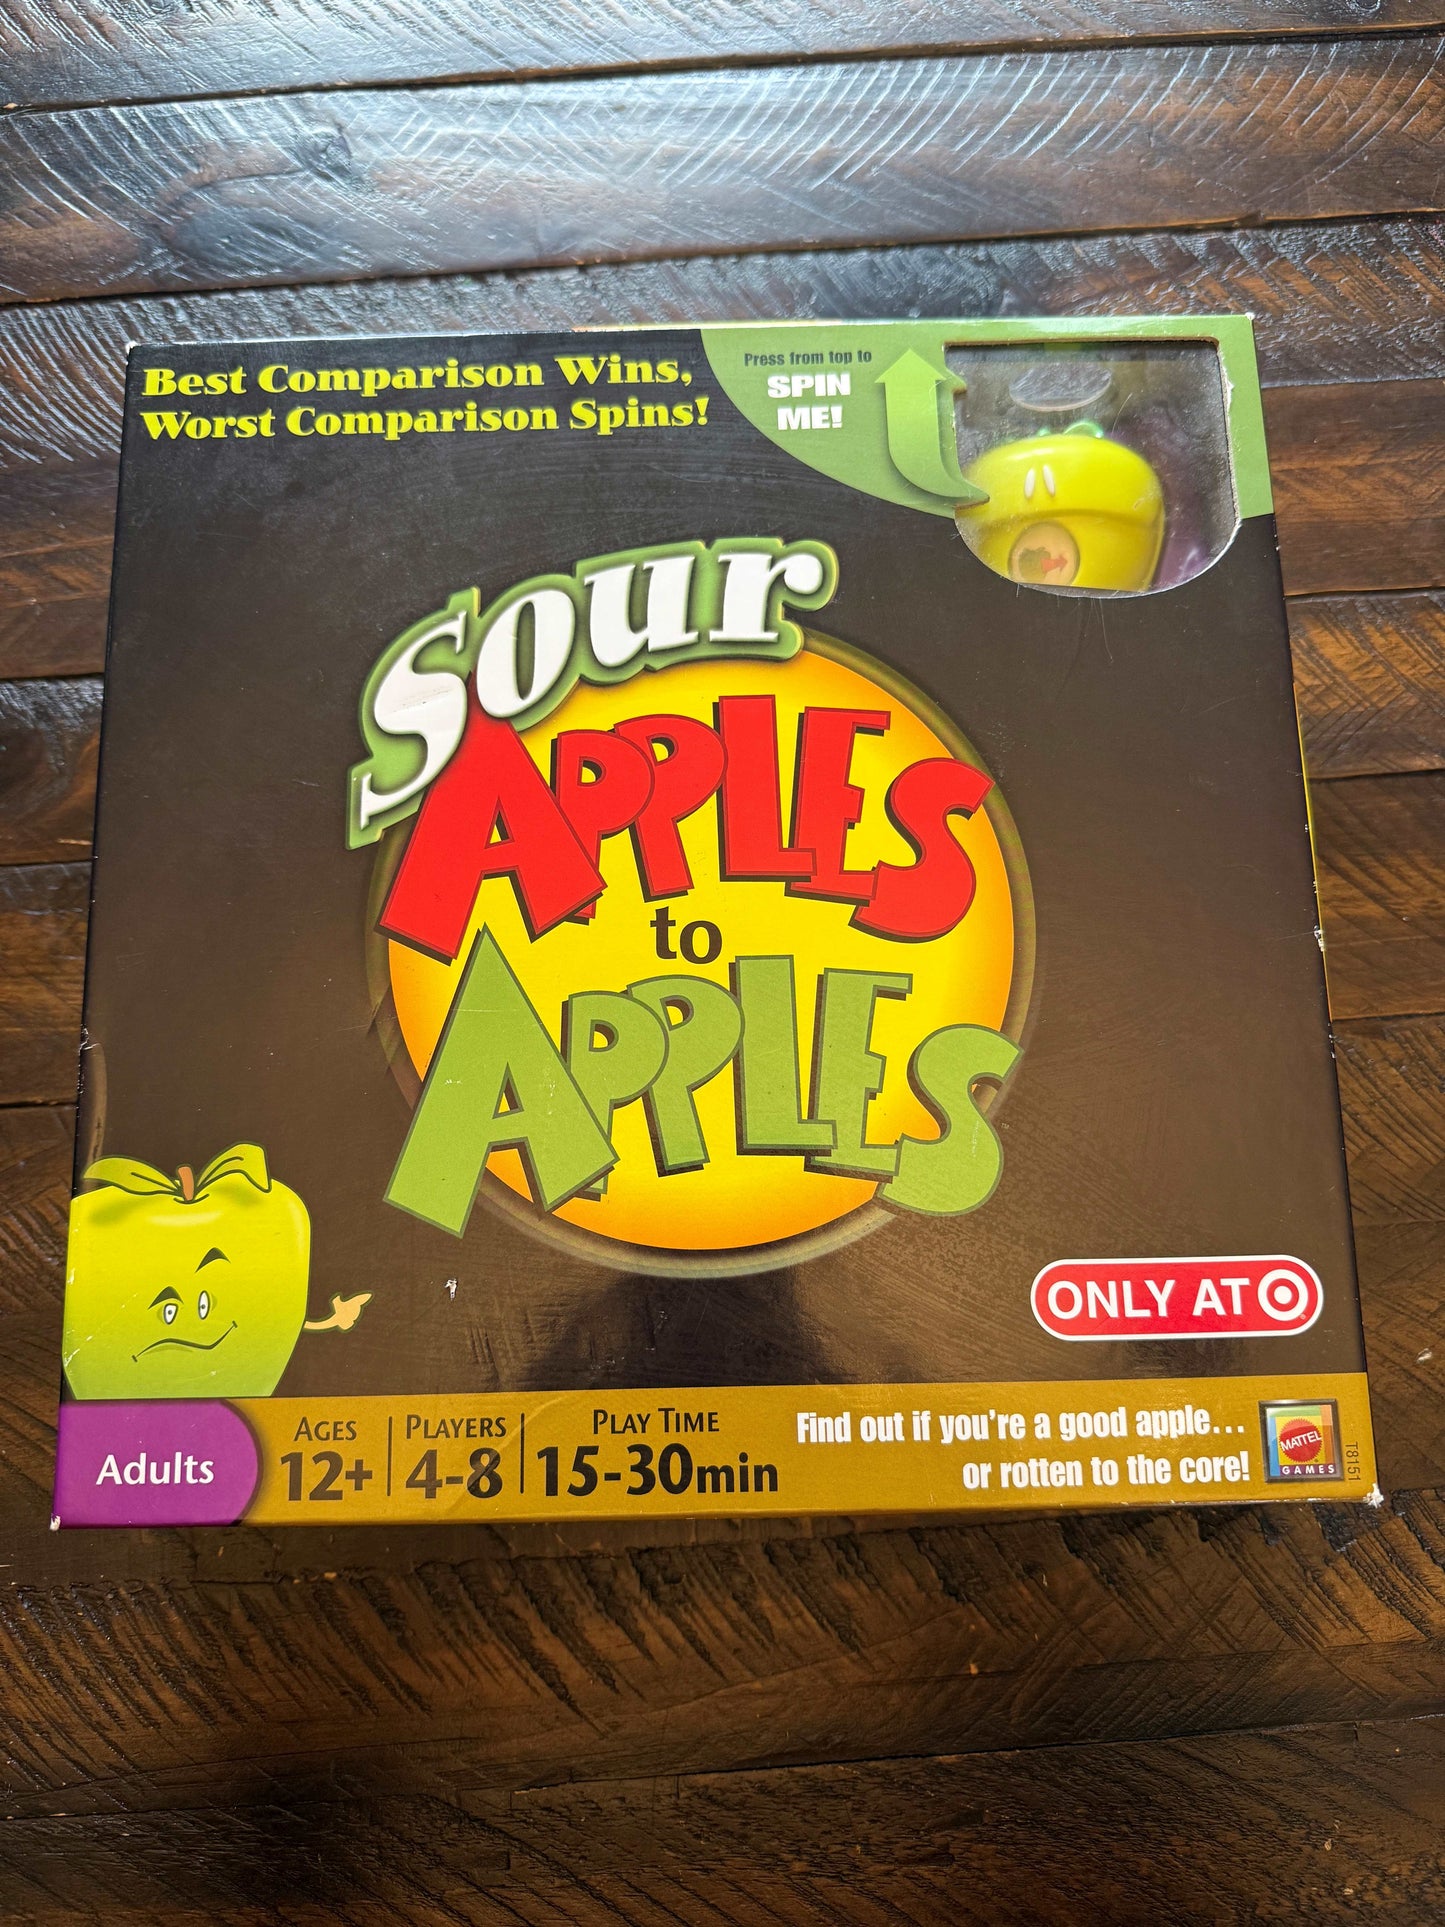 Best Comparison Wins,
Worst Comparison Spins!
Press from top to
SPIN
ME!
Sour
APPLES
to
APPLES
ONLY AT
Adults
AGES
12+
PLAYERS
4-8
PLAY TIME
15-30min
Find out if you're a good apple...
or rotten to the core!
MATTEL
GAMES
T8151